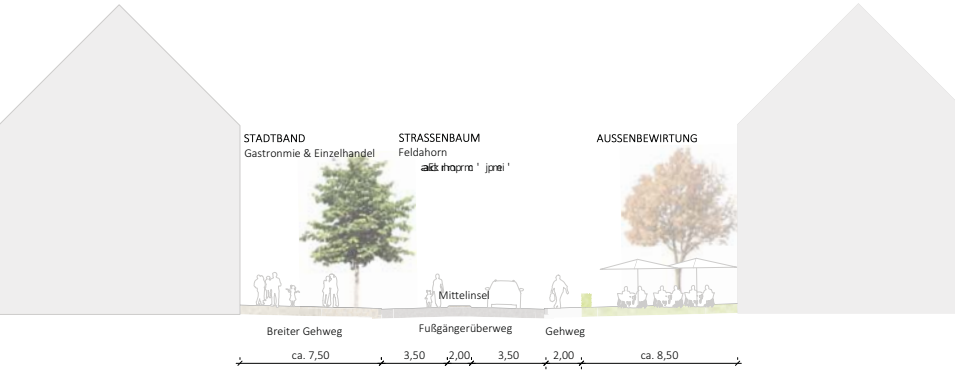 STADTBAND
Gastronmie & Einzelhandel
STRASSENBAUM
Feldahorn
AUSSENBEWIRTUNG
Mittelinsel
Breiter Gehweg
Fußgängerüberweg
Gehweg
ca. 7,50
3,50
2,00
3,50
2,00
ca. 8,50